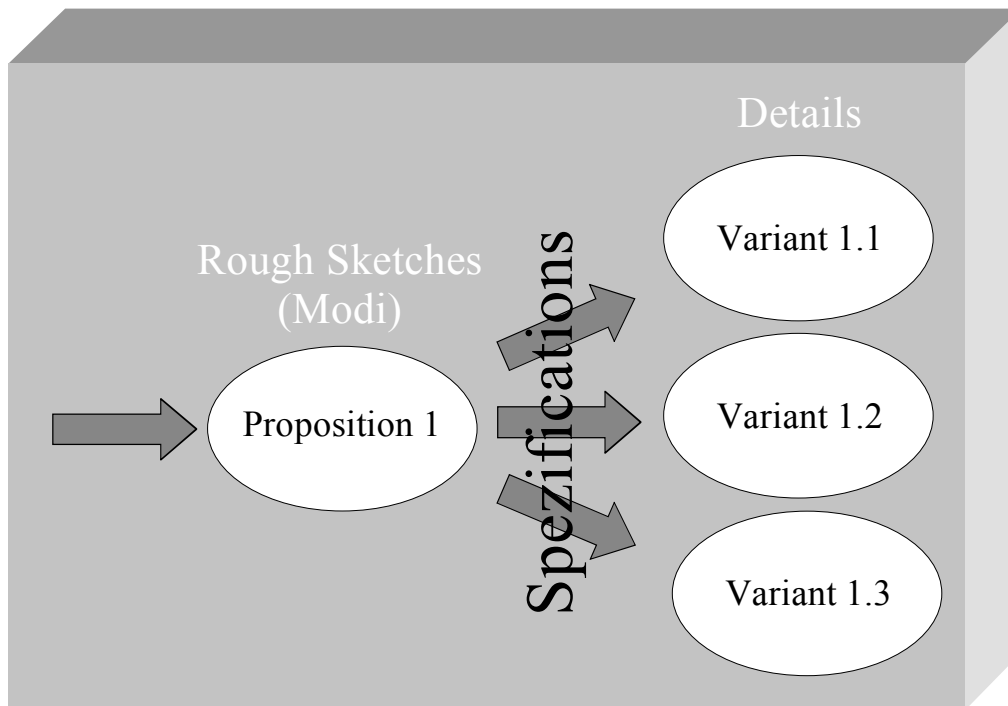 Details
Variant 1.1
Rough Sketches
(Modi)
Spezifications
Proposition 1
Variant 1.2
Variant 1.3